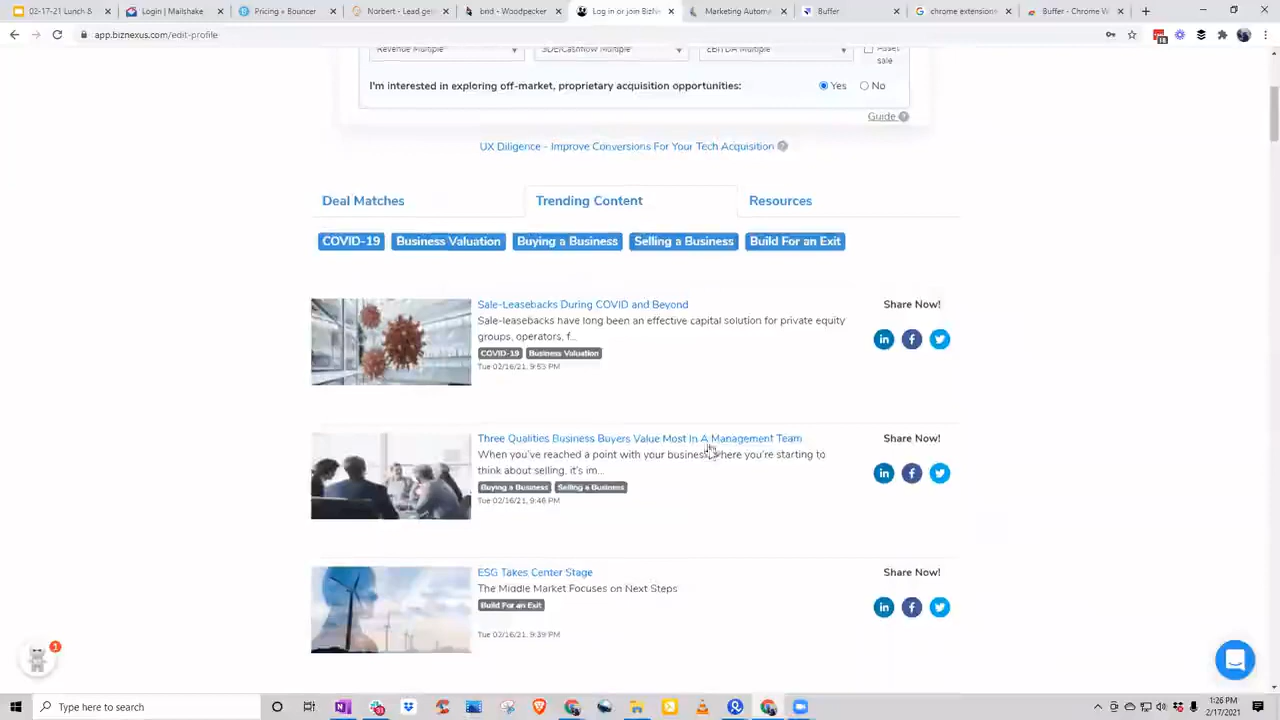 02-17-21 Lunch S
Login | Mailshake
Pricing • Bouncer
Norbert - Lead ge
bnd - Woodpecker
Log in or join BizNe
Marketing Automa
Buffer
chrome extension
Buffer - Chrome W
app.biznexus.com/edit-profile
Revenue Multiple
SDE/Cashflow Multiple
EBITDA Multiple
Asset sale
I'm interested in exploring off-market, proprietary acquisition opportunities:
Yes
No
Guide ?
UX Diligence - Improve Conversions For Your Tech Acquisition ?
Deal Matches
Trending Content
Resources
COVID-19
Business Valuation
Buying a Business
Selling a Business
Build For an Exit
Sale-Leasebacks During COVID and Beyond
Share Now!
Sale-leasebacks have long been an effective capital solution for private equity
groups, operators, f...
COVID-19 Business Valuation
Tue 02/16/21, 9:53 PM
Three Qualities Business Buyers Value Most In A Management Team
Share Now!
When you've reached a point with your business where you're starting to
think about selling, it's im...
Buying a Business Selling a Business
Tue 02/16/21, 9:46 PM
ESG Takes Center Stage
Share Now!
The Middle Market Focuses on Next Steps
Build For an Exit
Tue 02/16/21, 9:39 PM
1
Type here to search
1:26 PM
2/17/2021